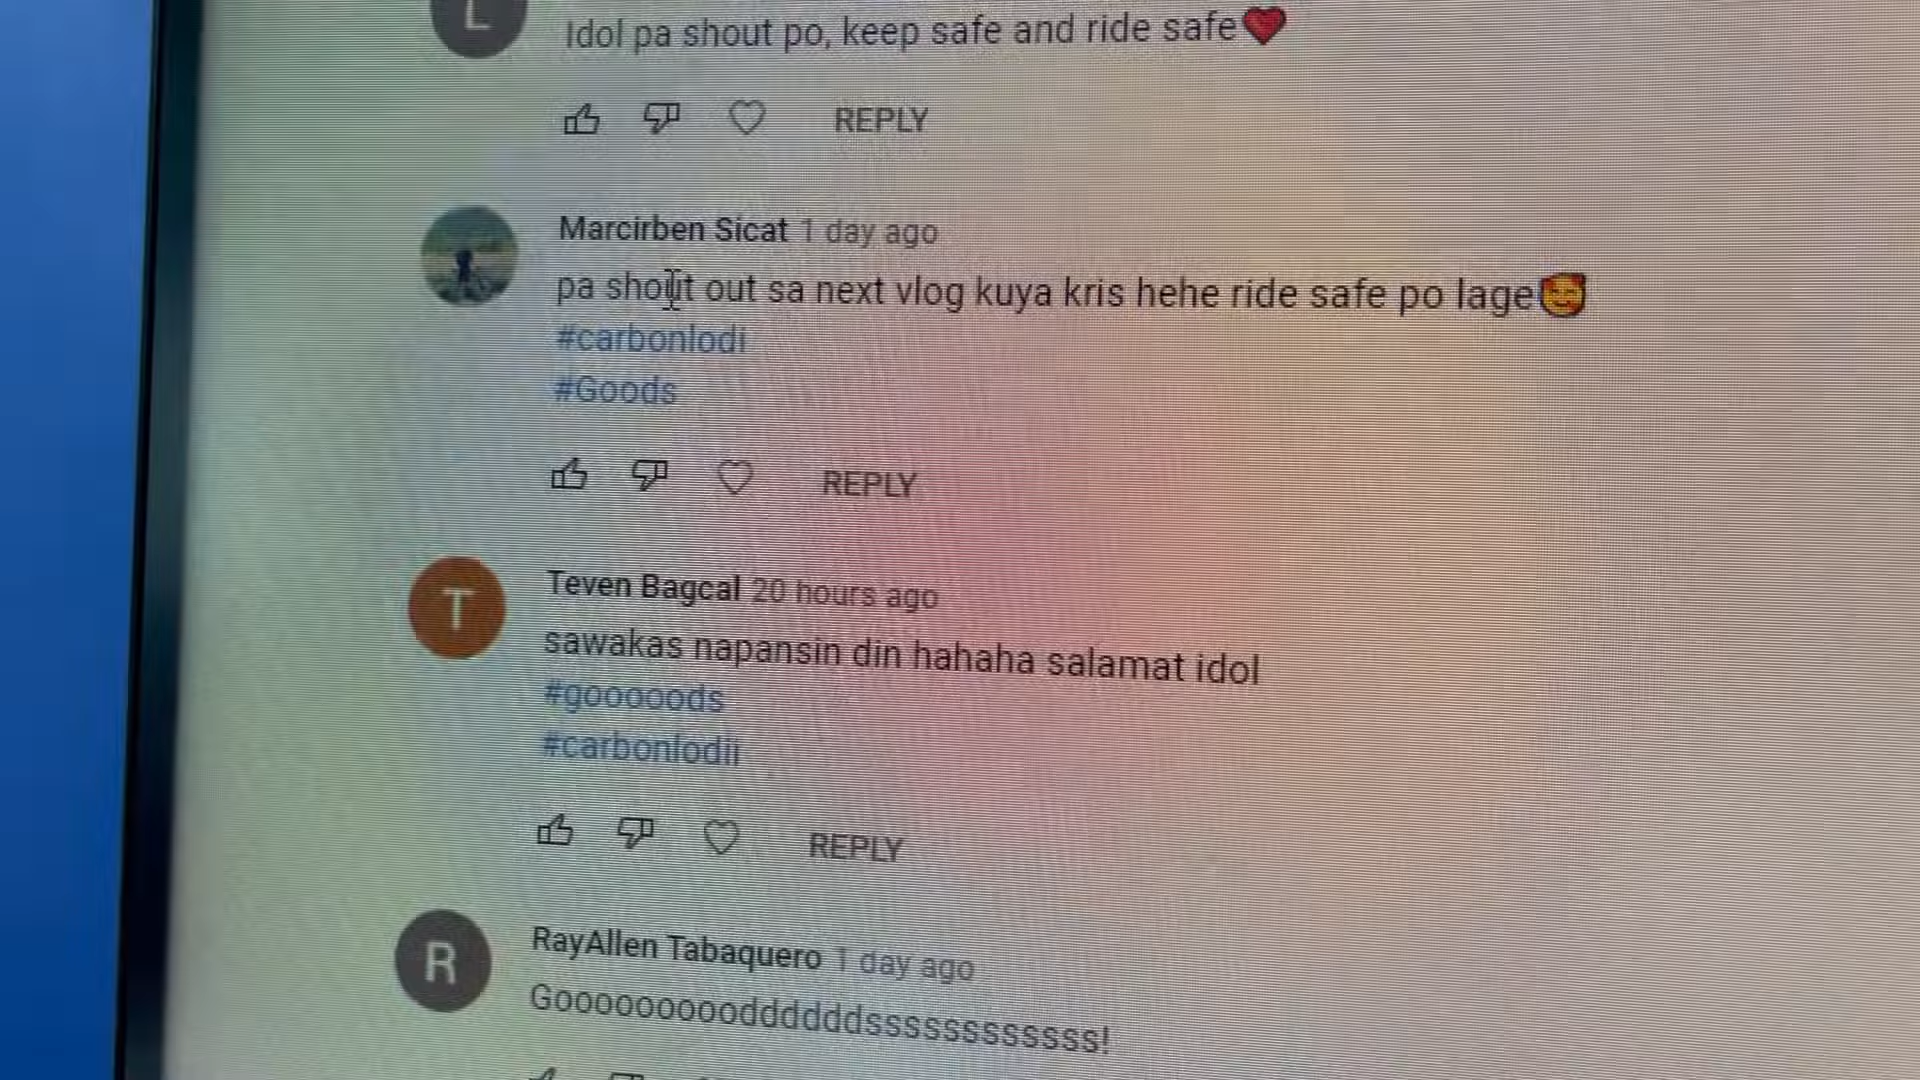 L
Idol pa shout po, keep safe and ride safe❤️
REPLY
Marcirben Sicat 1 day ago
pa shout out sa next vlog kuya kris hehe ride safe po lage🥰
#carbonlodi
#Goods
REPLY
T
Teven Bagcal 20 hours ago
sawakas napansin din hahaha salamat idol
#gooooods
#carbonlodii
REPLY
R
RayAllen Tabaquero 1 day ago
Goooooooooddddddssssssssssss!